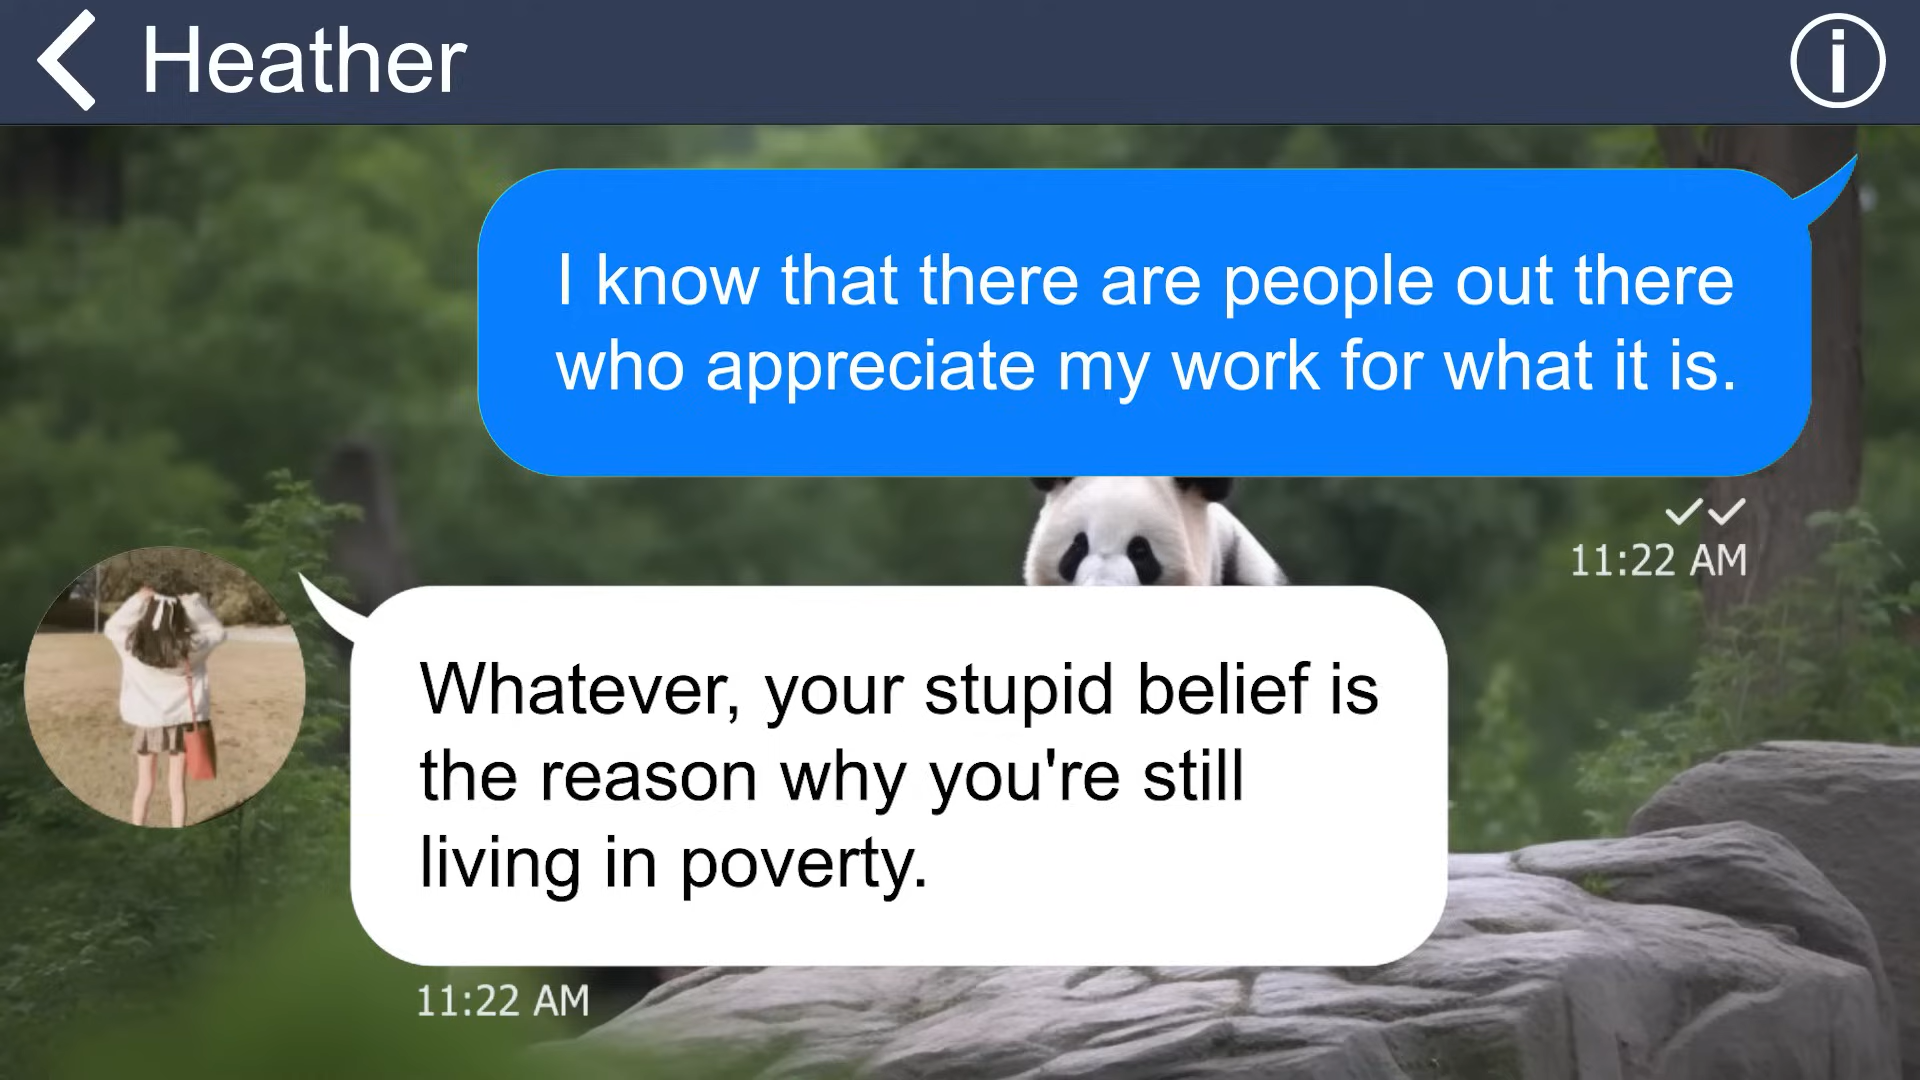 Heather
I know that there are people out there
who appreciate my work for what it is.
11:22 AM
Whatever, your stupid belief is
the reason why you're still
living in poverty.
11:22 AM